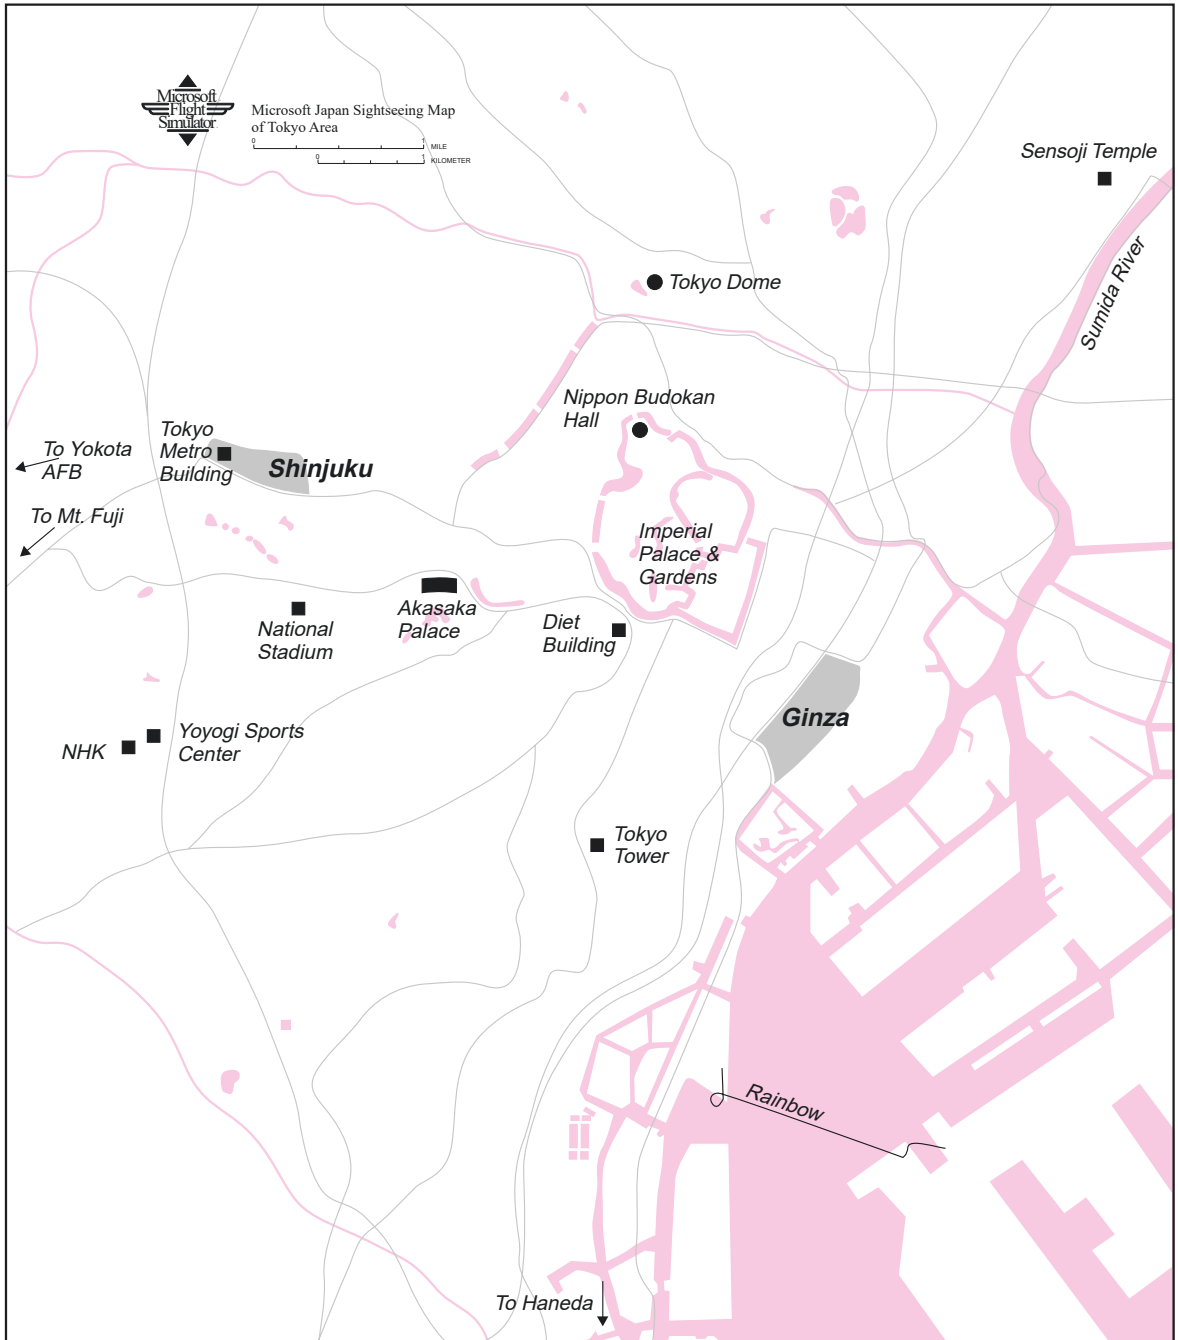 Microsoft
Flight
Simulator
Microsoft Japan Sightseeing Map
of Tokyo Area
0 1 MILE
0 1 KILOMETER
Sensoji Temple
Sumida River
Tokyo Dome
Nippon Budokan
Hall
Tokyo
Metro
Building
Shinjuku
To Yokota
AFB
To Mt. Fuji
Imperial
Palace &
Gardens
Akasaka
Palace
National
Stadium
Diet
Building
Ginza
Yoyogi Sports
Center
NHK
Tokyo
Tower
Rainbow
To Haneda